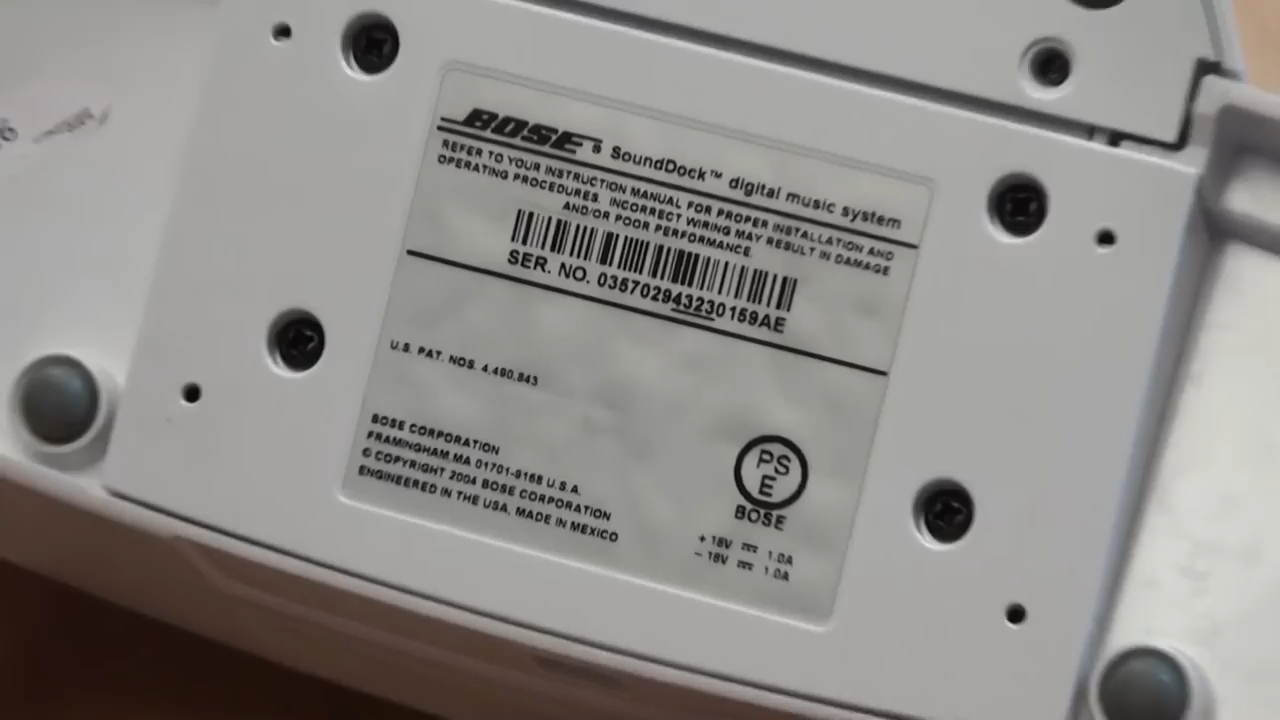 BOSE® SoundDock™ digital music system
REFER TO YOUR INSTRUCTION MANUAL FOR PROPER INSTALLATION AND
OPERATING PROCEDURES. INCORRECT WIRING MAY RESULT IN DAMAGE
AND/OR POOR PERFORMANCE.
SER. NO. 035702943230159AE
U.S. PAT. NOS. 4,490,843
BOSE CORPORATION
FRAMINGHAM, MA 01701-9168 U.S.A.
© COPYRIGHT 2004 BOSE CORPORATION
ENGINEERED IN THE USA, MADE IN MEXICO
PS
E
BOSE
+ 18V ⎓ 1.0A
- 18V ⎓ 1.0A